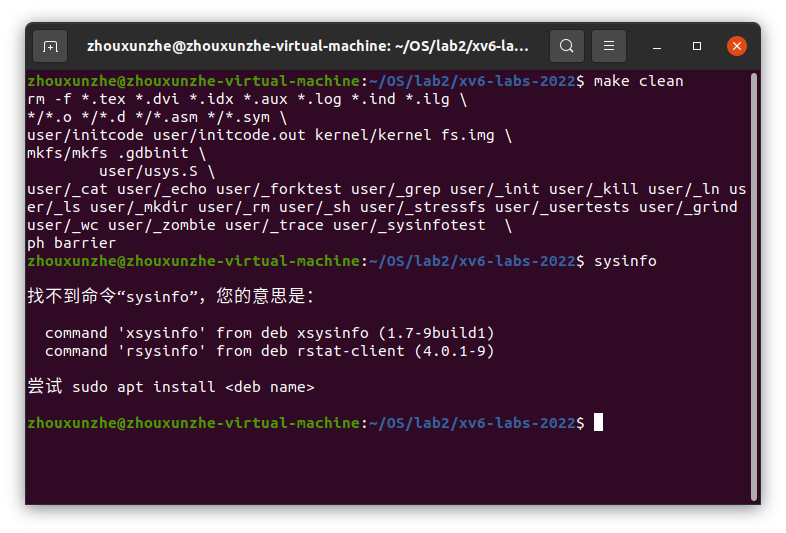 zhouxunzhe@zhouxunzhe-virtual-machine: ~/OS/lab2/xv6-la...
zhouxunzhe@zhouxunzhe-virtual-machine:~/OS/lab2/xv6-labs-2022$ make clean
rm -f *.tex *.dvi *.idx *.aux *.log *.ind *.ilg \
*/*.o */*.d */*.asm */*.sym \
user/initcode user/initcode.out kernel/kernel fs.img \
mkfs/mkfs .gdbinit \
        user/usys.S \
user/_cat user/_echo user/_forktest user/_grep user/_init user/_kill user/_ln us
er/_ls user/_mkdir user/_rm user/_sh user/_stressfs user/_usertests user/_grind
user/_wc user/_zombie user/_trace user/_sysinfotest  \
ph barrier
zhouxunzhe@zhouxunzhe-virtual-machine:~/OS/lab2/xv6-labs-2022$ sysinfo
找不到命令“sysinfo”，您的意思是：
  command 'xsysinfo' from deb xsysinfo (1.7-9build1)
  command 'rsysinfo' from deb rstat-client (4.0.1-9)
尝试 sudo apt install <deb name>
zhouxunzhe@zhouxunzhe-virtual-machine:~/OS/lab2/xv6-labs-2022$